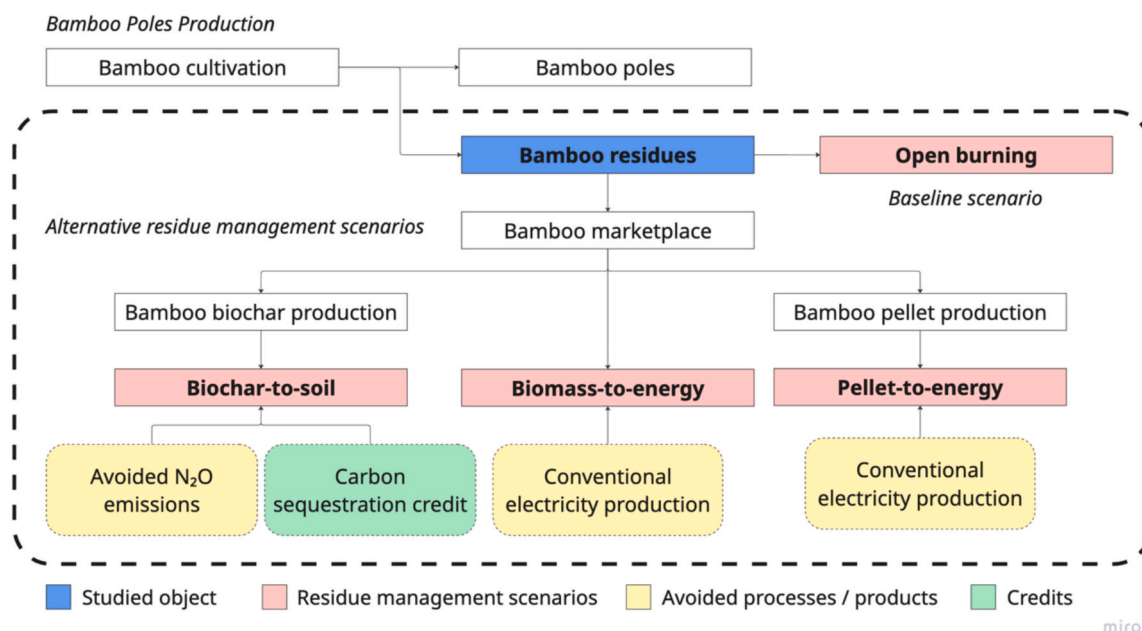 Bamboo Poles Production
Bamboo cultivation
Bamboo poles
Bamboo residues
Open burning
Baseline scenario
Alternative residue management scenarios
Bamboo marketplace
Bamboo biochar production
Bamboo pellet production
Biochar-to-soil
Biomass-to-energy
Pellet-to-energy
Avoided N₂O
emissions
Carbon
sequestration credit
Conventional
electricity production
Conventional
electricity production
Studied object
Residue management scenarios
Avoided processes / products
Credits
miro